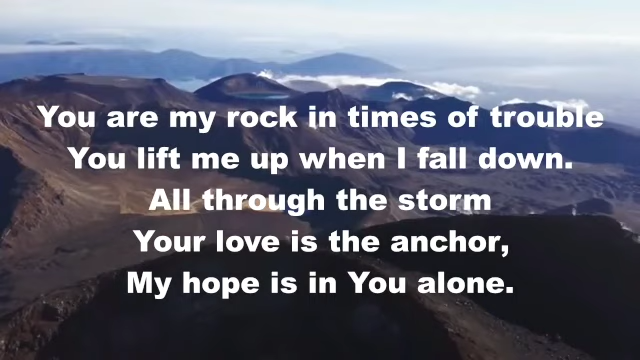 You are my rock in times of trouble
You lift me up when I fall down.
All through the storm
Your love is the anchor,
My hope is in You alone.